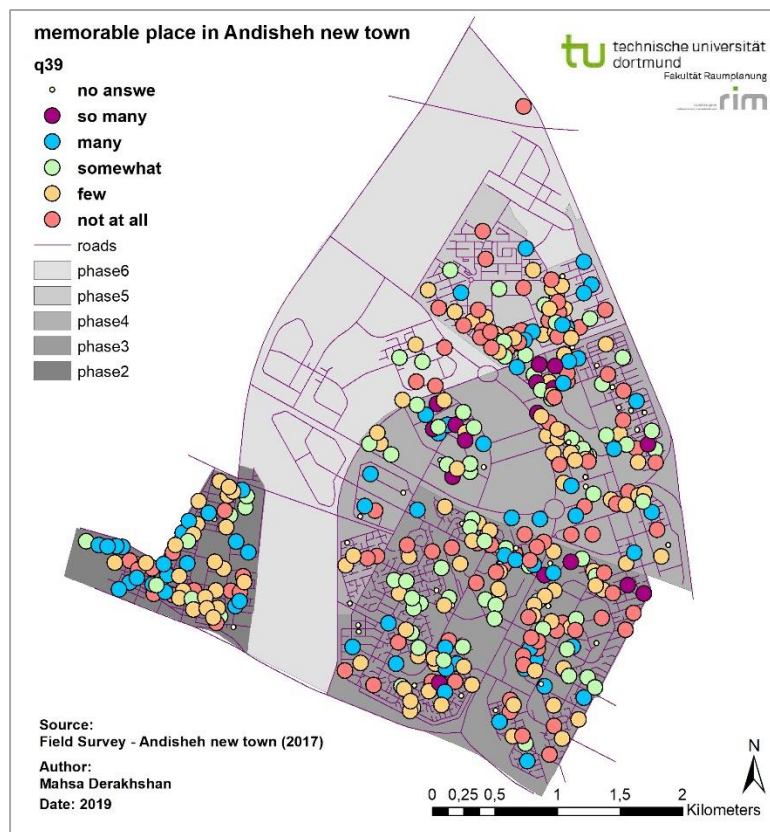 memorable place in Andisheh new town
q39
no answe
so many
many
somewhat
few
not at all
roads
phase6
phase5
phase4
phase3
phase2
tu technische universität
dortmund
Fakultät Raumplanung
rim
Source:
Field Survey - Andisheh new town (2017)
Author:
Mahsa Derakhshan
Date: 2019
N
0 0,25 0,5 1 1,5 2
Kilometers